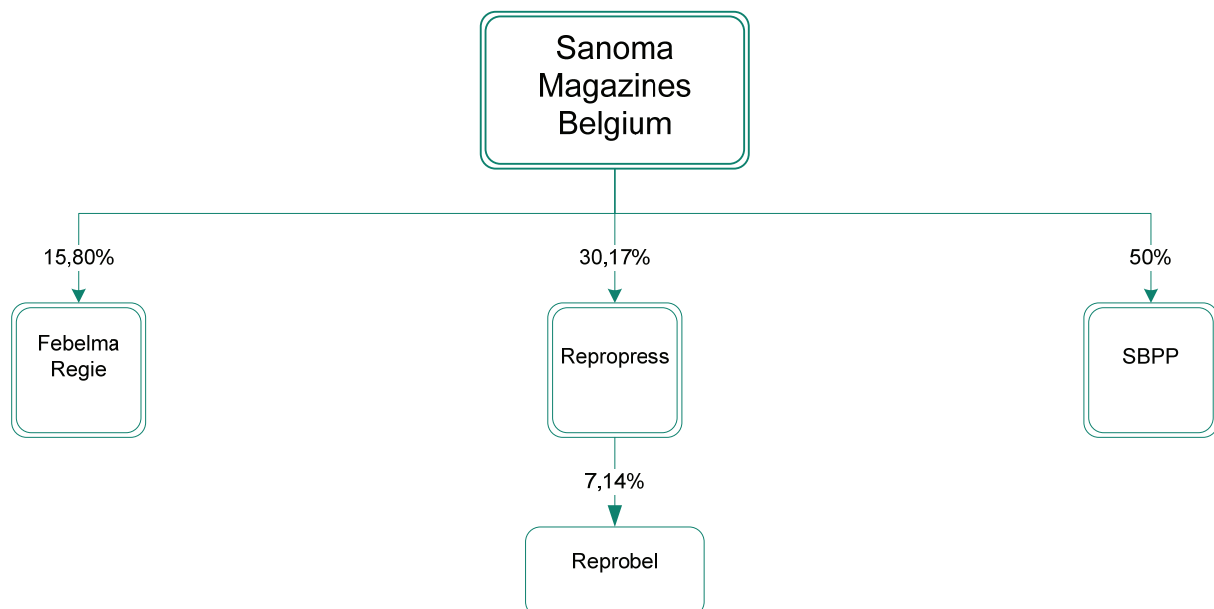 Sanoma
Magazines
Belgium
15,80%
30,17%
50%
Febelma
Regie
Repropress
SBPP
7,14%
Reprobel